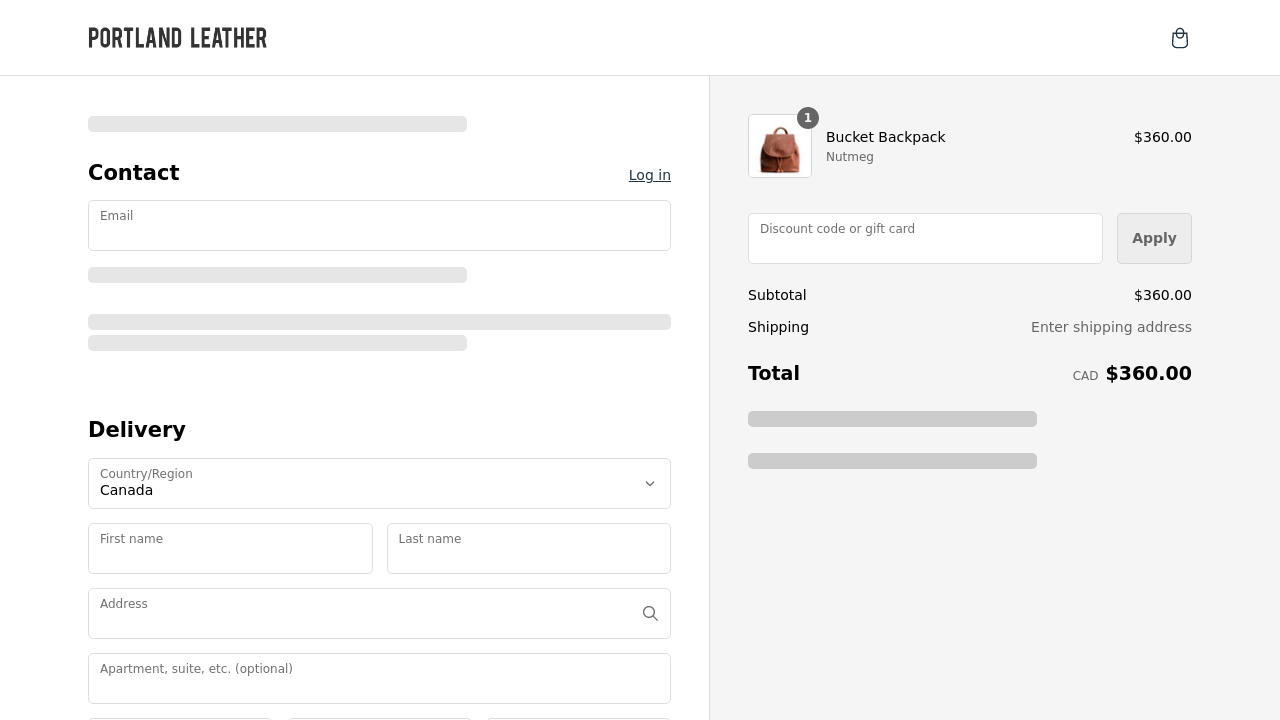 PORTLAND LEATHER
Contact
Log in
Email
Delivery
Country/Region
Canada
First name
Last name
Address
Apartment, suite, etc. (optional)
1
Bucket Backpack
$360.00
Nutmeg
Discount code or gift card
Apply
Subtotal
$360.00
Shipping
Enter shipping address
Total
CAD $360.00